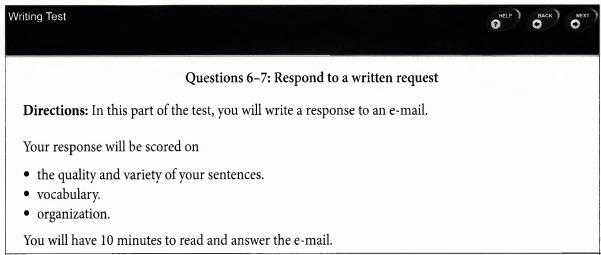 Writing Test
HELP
BACK
NEXT
Questions 6–7: Respond to a written request
Directions: In this part of the test, you will write a response to an e-mail.
Your response will be scored on
• the quality and variety of your sentences.
• vocabulary.
• organization.
You will have 10 minutes to read and answer the e-mail.